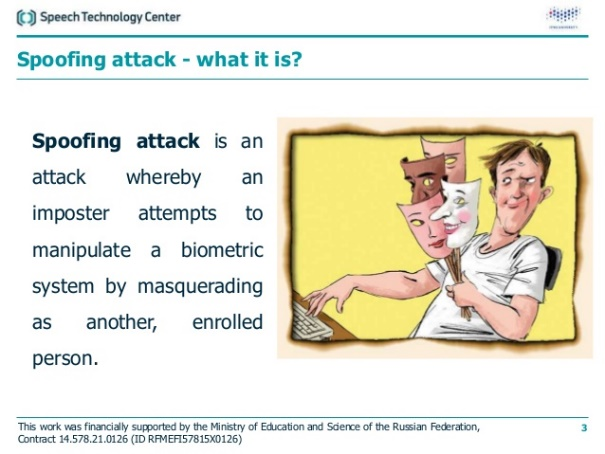 Speech Technology Center
Spoofing attack - what it is?
Spoofing attack is an
attack whereby an
imposter attempts to
manipulate a biometric
system by masquerading
as another, enrolled
person.
This work was financially supported by the Ministry of Education and Science of the Russian Federation,
Contract 14.578.21.0126 (ID RFMEFI57815X0126)
3